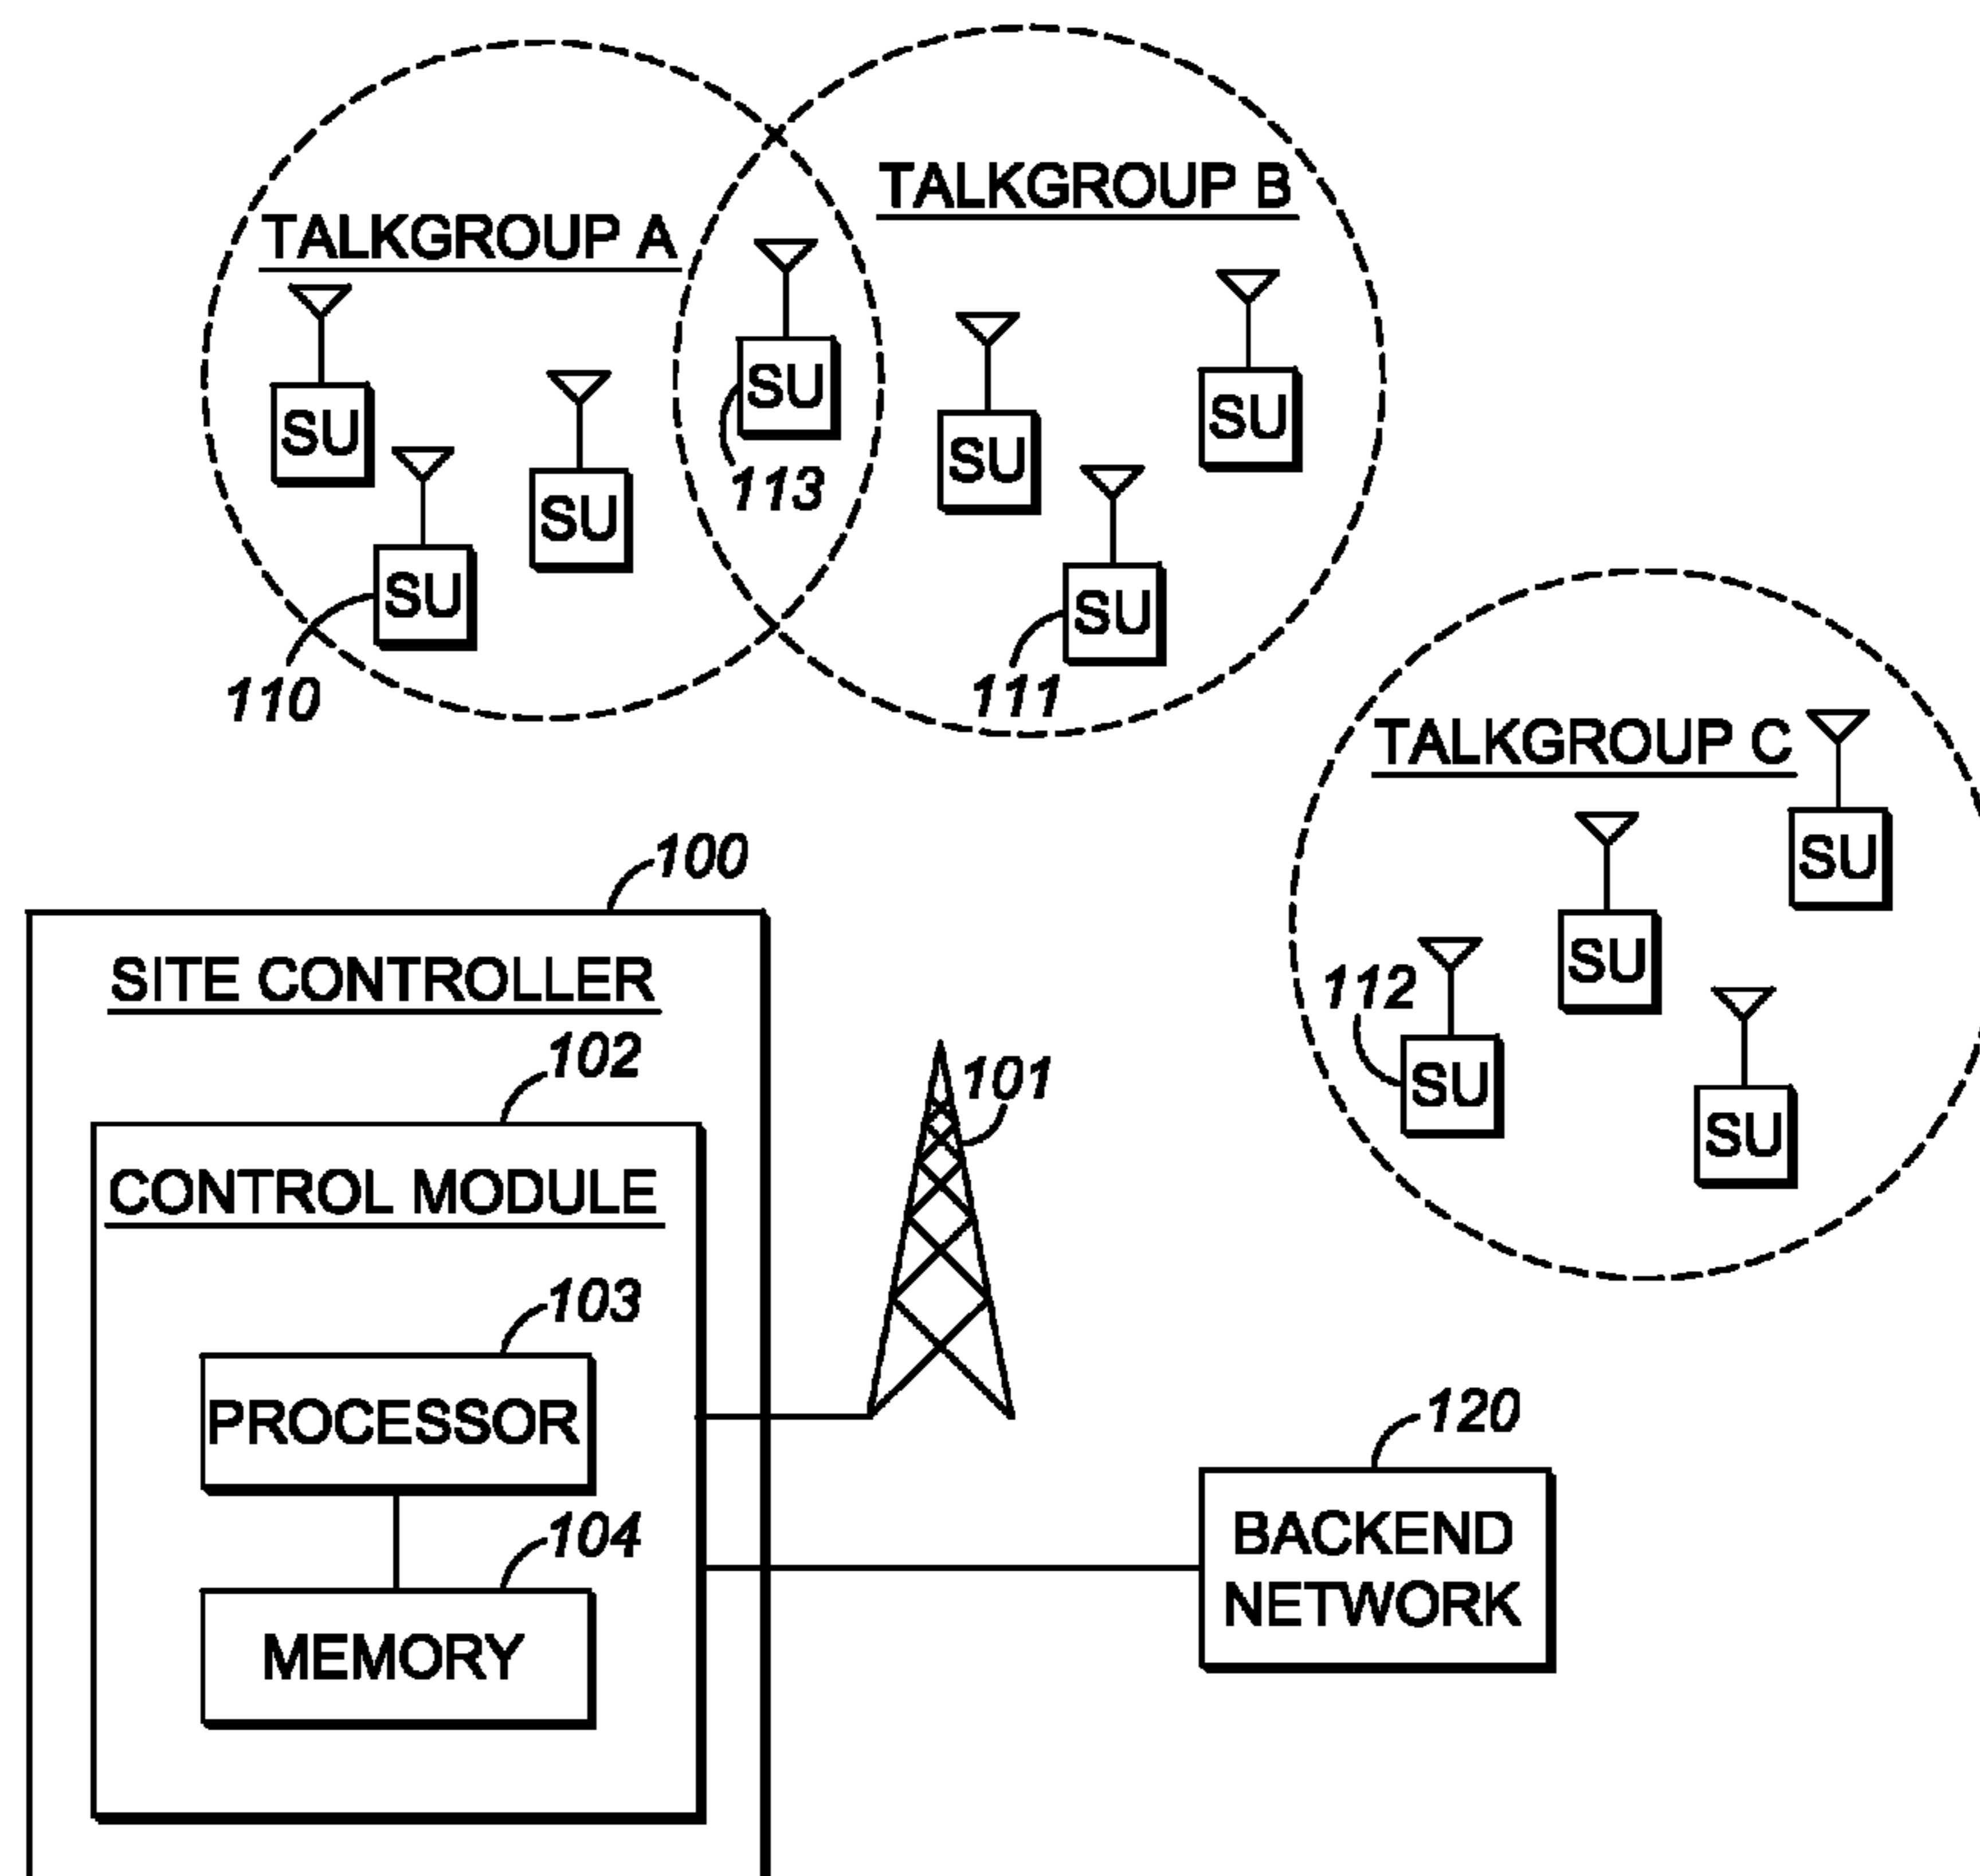 TALKGROUP B
TALKGROUP A
SU
SU
SU
SU
SU
113
SU
SU
110
111
TALKGROUP C
100
SU
SITE CONTROLLER
SU
112
102
101
SU
SU
CONTROL MODULE
103
PROCESSOR
120
104
BACKEND
NETWORK
MEMORY